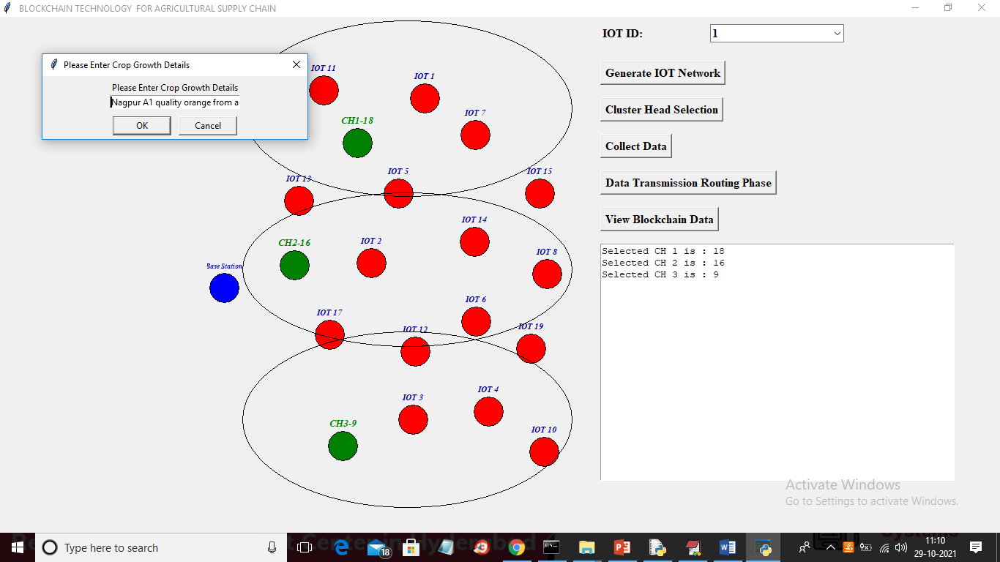 BLOCKCHAIN TECHNOLOGY FOR AGRICULTURAL SUPPLY CHAIN
IOT ID:
1
Please Enter Crop Growth Details
Please Enter Crop Growth Details
Nagpur A1 quality orange from a
OK
Cancel
Generate IOT Network
Cluster Head Selection
Collect Data
Data Transmission Routing Phase
View Blockchain Data
IOT 11
IOT 1
IOT 7
CH1-18
IOT 13
IOT 5
IOT 15
IOT 14
CH2-16
IOT 2
IOT 8
Base Station
IOT 6
IOT 17
IOT 12
IOT 19
IOT 3
IOT 4
CH3-9
IOT 10
Selected CH 1 is : 18
Selected CH 2 is : 16
Selected CH 3 is : 9
Activate Windows
Go to Settings to activate Windows.
Type here to search
18
11:10
29-10-2021